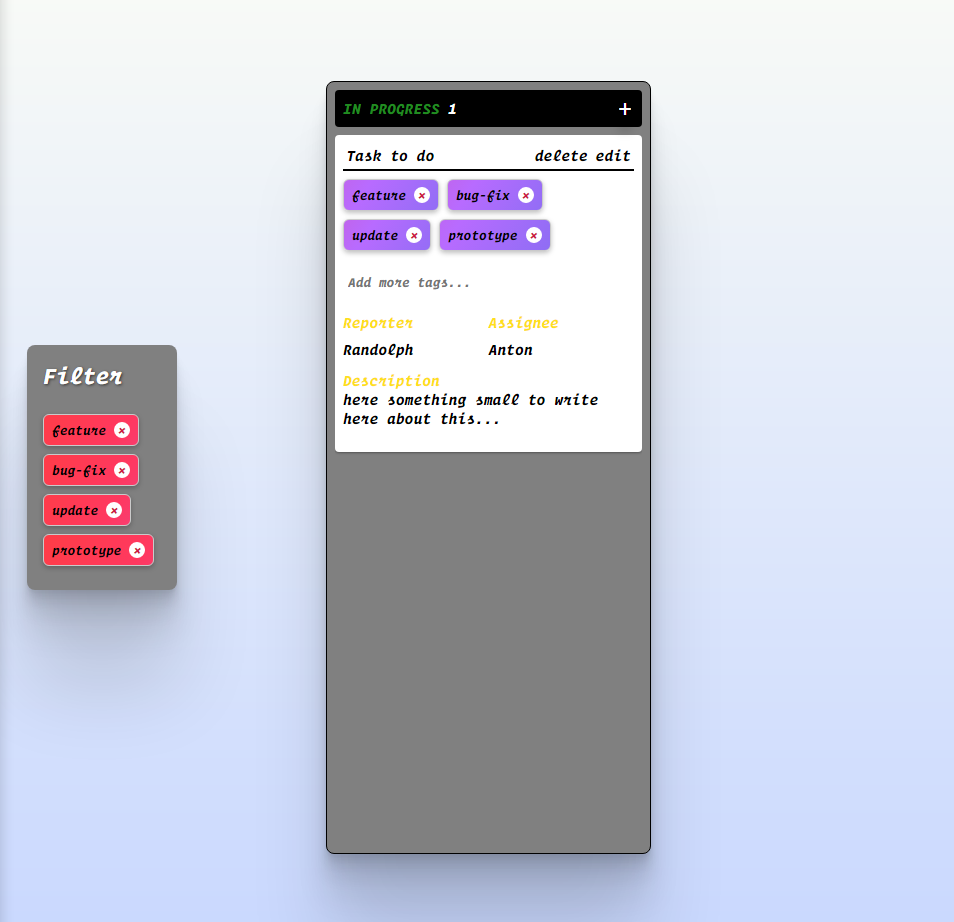 IN PROGRESS 1 +
Task to do delete edit
feature ×
bug-fix ×
update ×
prototype ×
Add more tags...
Reporter Assignee
Randolph Anton
Description
here something small to write
here about this...
Filter
feature ×
bug-fix ×
update ×
prototype ×